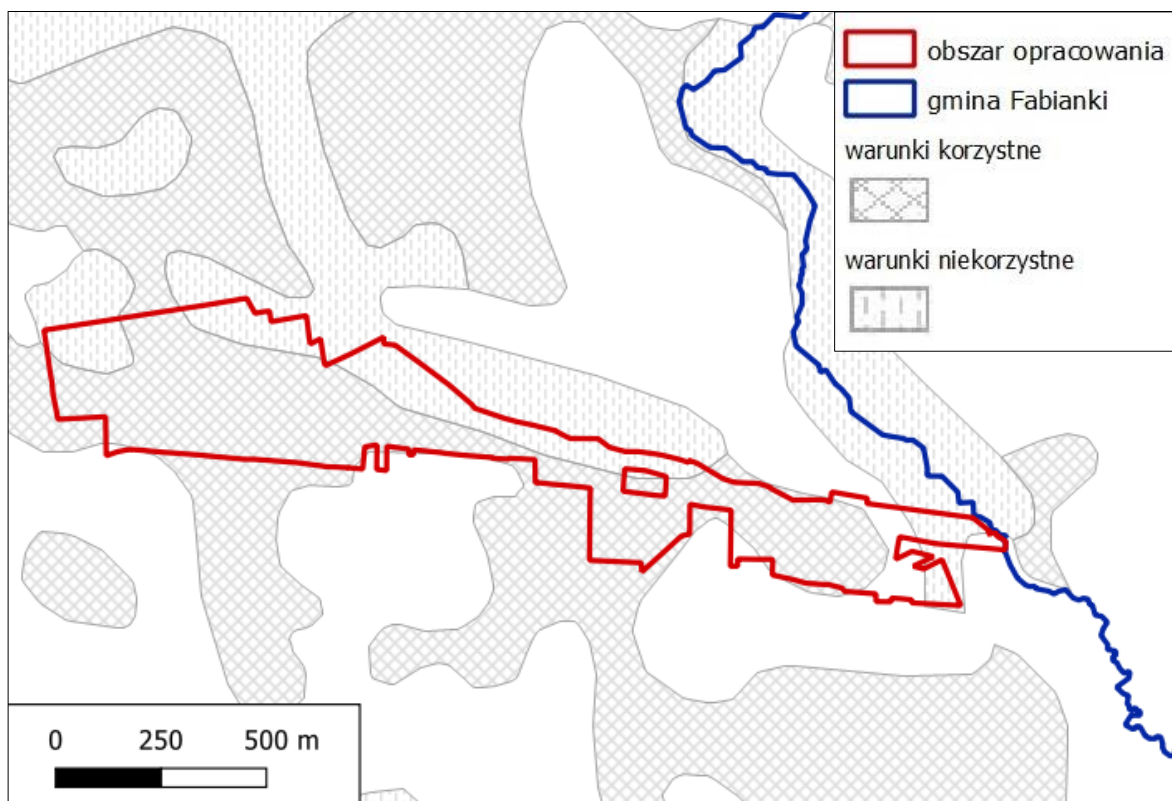 obszar opracowania
gmina Fabianki
warunki korzystne
warunki niekorzystne
0 250 500 m